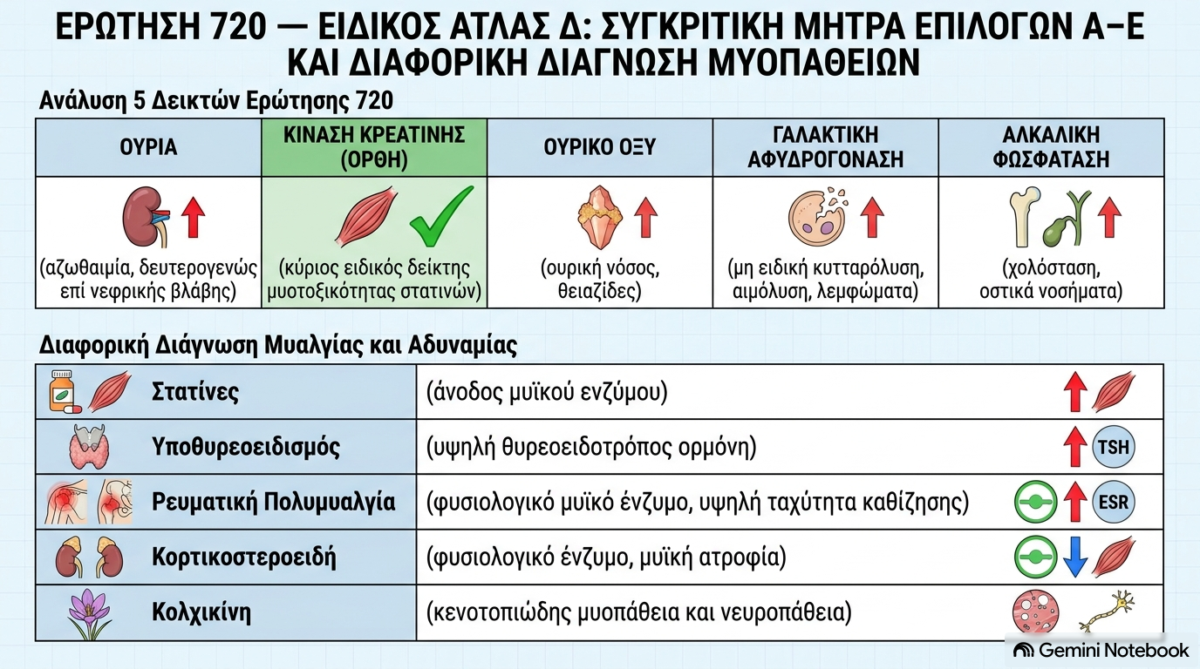 ΕΡΩΤΗΣΗ 720 — ΕΙΔΙΚΟΣ ΑΤΛΑΣ Δ: ΣΥΓΚΡΙΤΙΚΗ ΜΗΤΡΑ ΕΠΙΛΟΓΩΝ Α–Ε
ΚΑΙ ΔΙΑΦΟΡΙΚΗ ΔΙΑΓΝΩΣΗ ΜΥΟΠΑΘΕΙΩΝ
Ανάλυση 5 Δεικτών Ερώτησης 720
ΟΥΡΙΑ
ΚΙΝΑΣΗ ΚΡΕΑΤΙΝΗΣ
(ΟΡΘΗ)
ΟΥΡΙΚΟ ΟΞΥ
ΓΑΛΑΚΤΙΚΗ
ΑΦΥΔΡΟΓΟΝΑΣΗ
ΑΛΚΑΛΙΚΗ
ΦΩΣΦΑΤΑΣΗ
(αζωθαιμία, δευτερογενώς
επί νεφρικής βλάβης)
(κύριος ειδικός δείκτης
μυοτοξικότητας στατινών)
(ουρική νόσος,
θειαζίδες)
(μη ειδική κυτταρόλυση,
αιμόλυση, λεμφώματα)
(χολόσταση,
οστικά νοσήματα)
Διαφορική Διάγνωση Μυαλγίας και Αδυναμίας
Στατίνες (άνοδος μυϊκού ενζύμου)
Υποθυρεοειδισμός (υψηλή θυρεοειδοτρόπος ορμόνη) TSH
Ρευματική Πολυμυαλγία (φυσιολογικό μυϊκό ένζυμο, υψηλή ταχύτητα καθίζησης) ESR
Κορτικοστεροειδή (φυσιολογικό ένζυμο, μυϊκή ατροφία)
Κολχικίνη (κενοτοπιώδης μυοπάθεια και νευροπάθεια)
Gemini Notebook